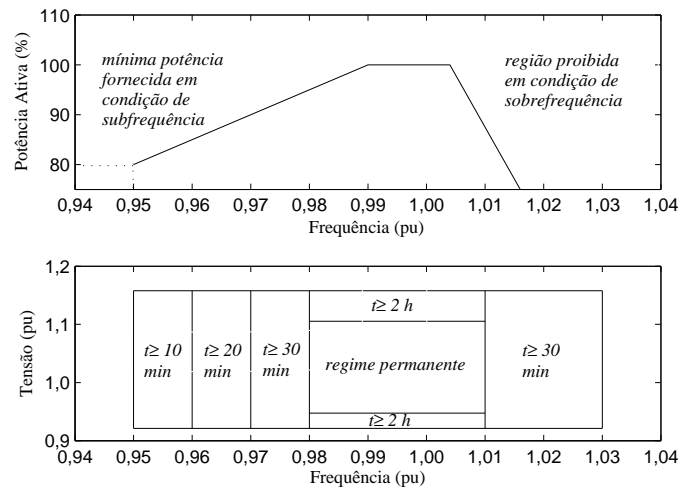 110
100
90
80
Potência Ativa (%)
mínima potência
fornecida em
condição de
subfrequência
região proibida
em condição de
sobrefrequência
0,94 0,95 0,96 0,97 0,98 0,99 1,00 1,01 1,02 1,03 1,04
Frequência (pu)
1,2
1,1
1,0
0,9
Tensão (pu)
t≥ 10
min
t≥ 20
min
t≥ 30
min
t≥ 2 h
regime permanente
t≥ 2 h
t≥ 30
min
0,94 0,95 0,96 0,97 0,98 0,99 1,00 1,01 1,02 1,03 1,04
Frequência (pu)